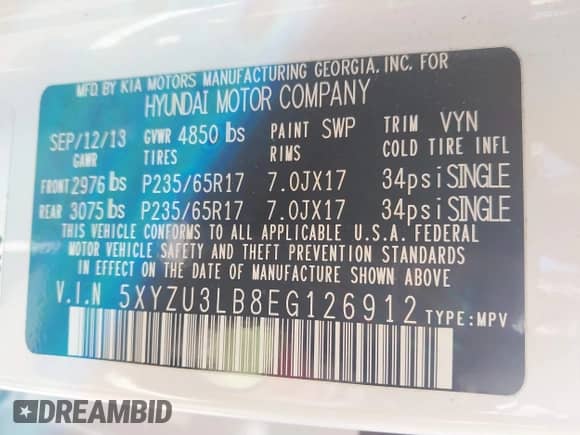 MFD BY KIA MOTORS MANUFACTURING GEORGIA, INC. FOR
HYUNDAI MOTOR COMPANY
SEP/12/13 GVWR 4850 lbs PAINT SWP TRIM VYN
GAWR TIRES RIMS COLD TIRE INFL
FRONT 2976 lbs P235/65R17 7.0JX17 34psi SINGLE
REAR 3075 lbs P235/65R17 7.0JX17 34psi SINGLE
THIS VEHICLE CONFORMS TO ALL APPLICABLE U.S.A. FEDERAL
MOTOR VEHICLE SAFETY AND THEFT PREVENTION STANDARDS
IN EFFECT ON THE DATE OF MANUFACTURE SHOWN ABOVE.
V.I.N 5XYZU3LB8EG126912 TYPE:MPV
DREAMBID